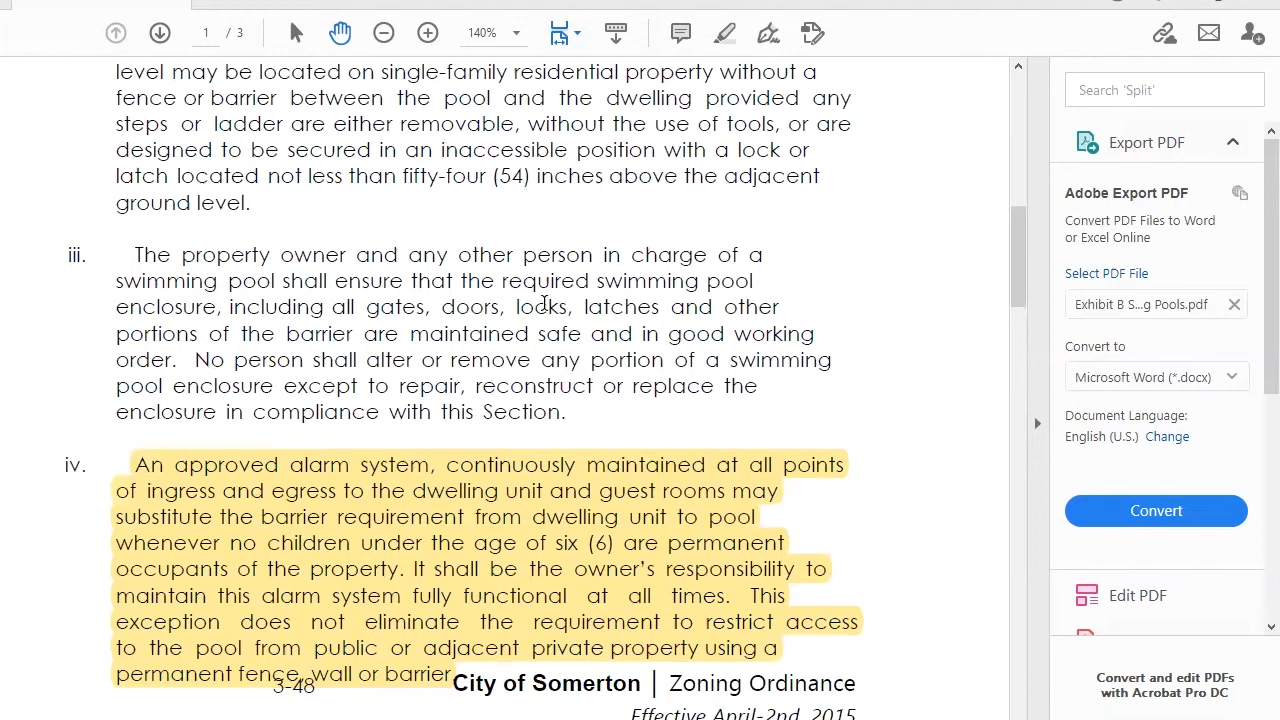 1 / 3
140%
level may be located on single-family residential property without a
fence or barrier between the pool and the dwelling provided any
steps or ladder are either removable, without the use of tools, or are
designed to be secured in an inaccessible position with a lock or
latch located not less than fifty-four (54) inches above the adjacent
ground level.
iii. The property owner and any other person in charge of a
swimming pool shall ensure that the required swimming pool
enclosure, including all gates, doors, locks, latches and other
portions of the barrier are maintained safe and in good working
order. No person shall alter or remove any portion of a swimming
pool enclosure except to repair, reconstruct or replace the
enclosure in compliance with this Section.
iv. An approved alarm system, continuously maintained at all points
of ingress and egress to the dwelling unit and guest rooms may
substitute the barrier requirement from dwelling unit to pool
whenever no children under the age of six (6) are permanent
occupants of the property. It shall be the owner's responsibility to
maintain this alarm system fully functional at all times. This
exception does not eliminate the requirement to restrict access
to the pool from public or adjacent private property using a
permanent fence, wall or barrier.
3-48
City of Somerton | Zoning Ordinance
Effective April-2nd, 2015
Search 'Split'
Export PDF
Adobe Export PDF
Convert PDF Files to Word
or Excel Online
Select PDF File
Exhibit B S...g Pools.pdf
Convert to
Microsoft Word (*.docx)
Document Language:
English (U.S.) Change
Convert
Edit PDF
Convert and edit PDFs
with Acrobat Pro DC